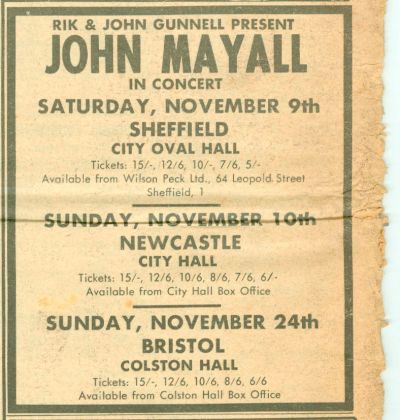 RIK & JOHN GUNNELL PRESENT
JOHN MAYALL
IN CONCERT
SATURDAY, NOVEMBER 9th
SHEFFIELD
CITY OVAL HALL
Tickets: 15/-, 12/6, 10/-, 7/6, 5/-
Available from Wilson Peck Ltd., 64 Leopold Street
Sheffield, 1
SUNDAY, NOVEMBER 10th
NEWCASTLE
CITY HALL
Tickets: 15/-, 12/6, 10/6, 8/6, 7/6, 6/-
Available from City Hall Box Office
SUNDAY, NOVEMBER 24th
BRISTOL
COLSTON HALL
Tickets: 15/-, 12/6, 10/6, 8/6, 6/6
Available from Colston Hall Box Office